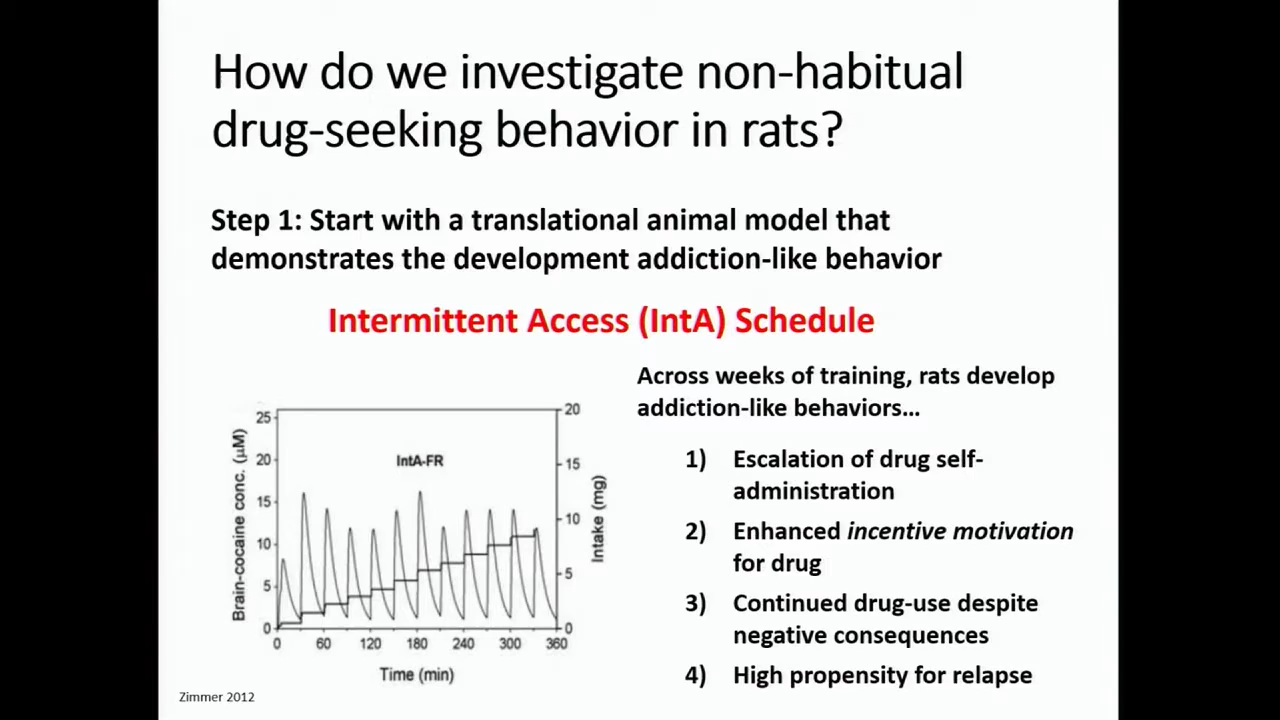 How do we investigate non-habitual
drug-seeking behavior in rats?
Step 1: Start with a translational animal model that
demonstrates the development addiction-like behavior
Intermittent Access (IntA) Schedule
Across weeks of training, rats develop
addiction-like behaviors...
1) Escalation of drug self-
administration
2) Enhanced incentive motivation
for drug
3) Continued drug-use despite
negative consequences
4) High propensity for relapse
IntA-FR
Brain-cocaine conc. (μM)
25
20
15
10
5
0
Intake (mg)
20
15
10
5
0
0 60 120 180 240 300 360
Time (min)
Zimmer 2012